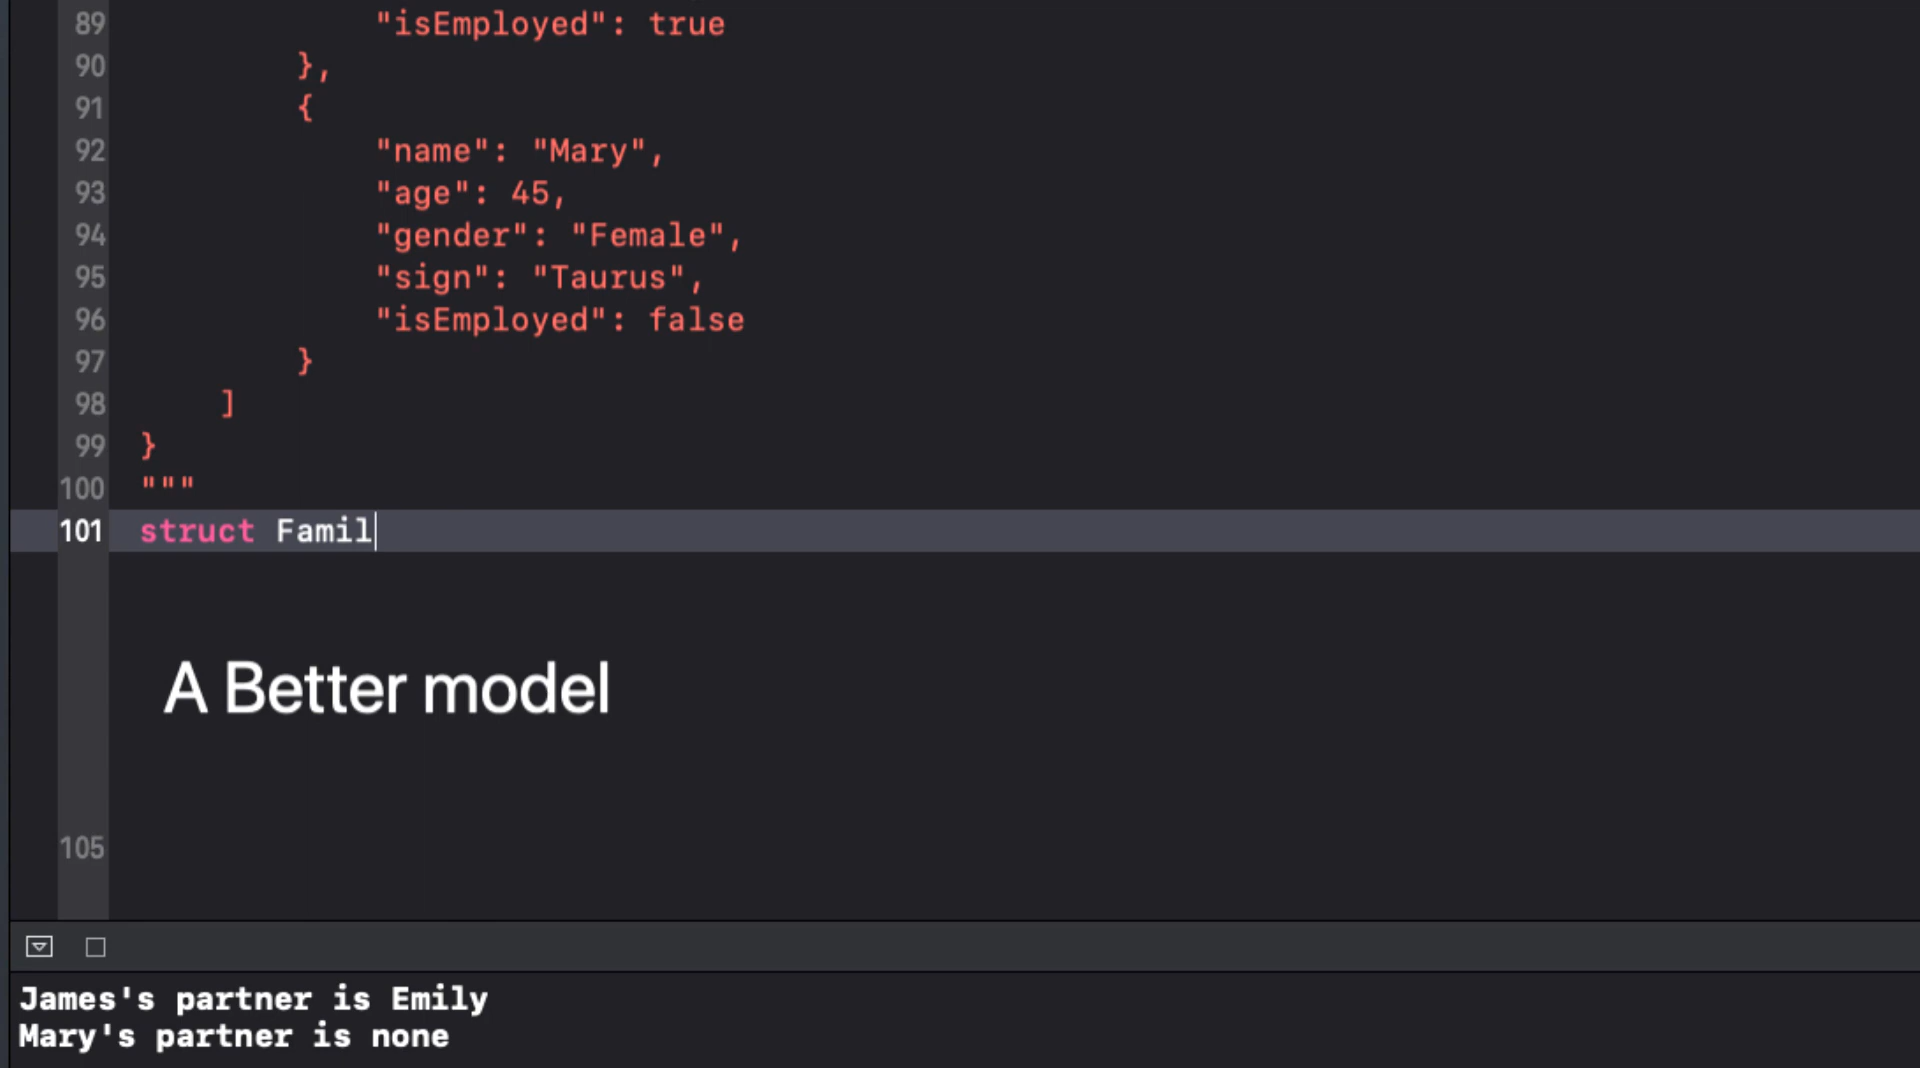 89 "isEmployed": true
90 },
91 {
92 "name": "Mary",
93 "age": 45,
94 "gender": "Female",
95 "sign": "Taurus",
96 "isEmployed": false
97 }
98 ]
99 }
100 """
101 struct Famil
A Better model
105
James's partner is Emily
Mary's partner is none